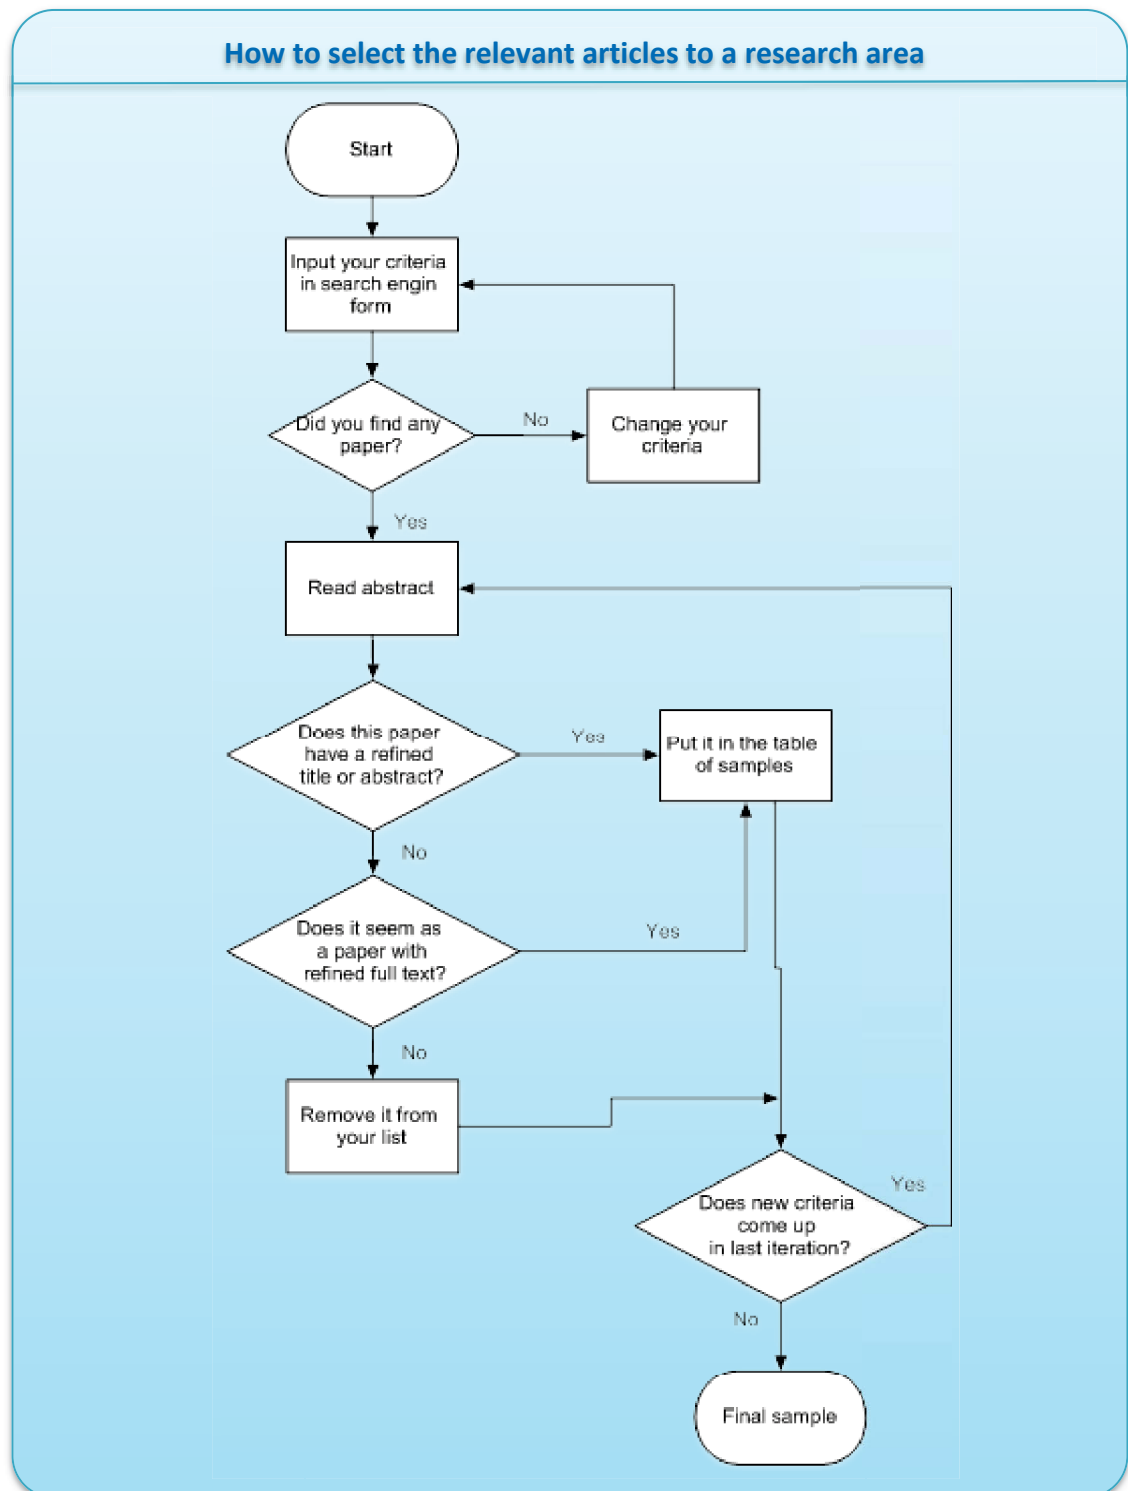 How to select the relevant articles to a research area
Start
Input your criteria
in search engin
form
Did you find any
paper?
No
Change your
criteria
Yes
Read abstract
Does this paper
have a refined
title or abstract?
Yes
Put it in the table
of samples
No
Does it seem as
a paper with
refined full text?
Yes
No
Remove it from
your list
Does new criteria
come up
in last iteration?
Yes
No
Final sample